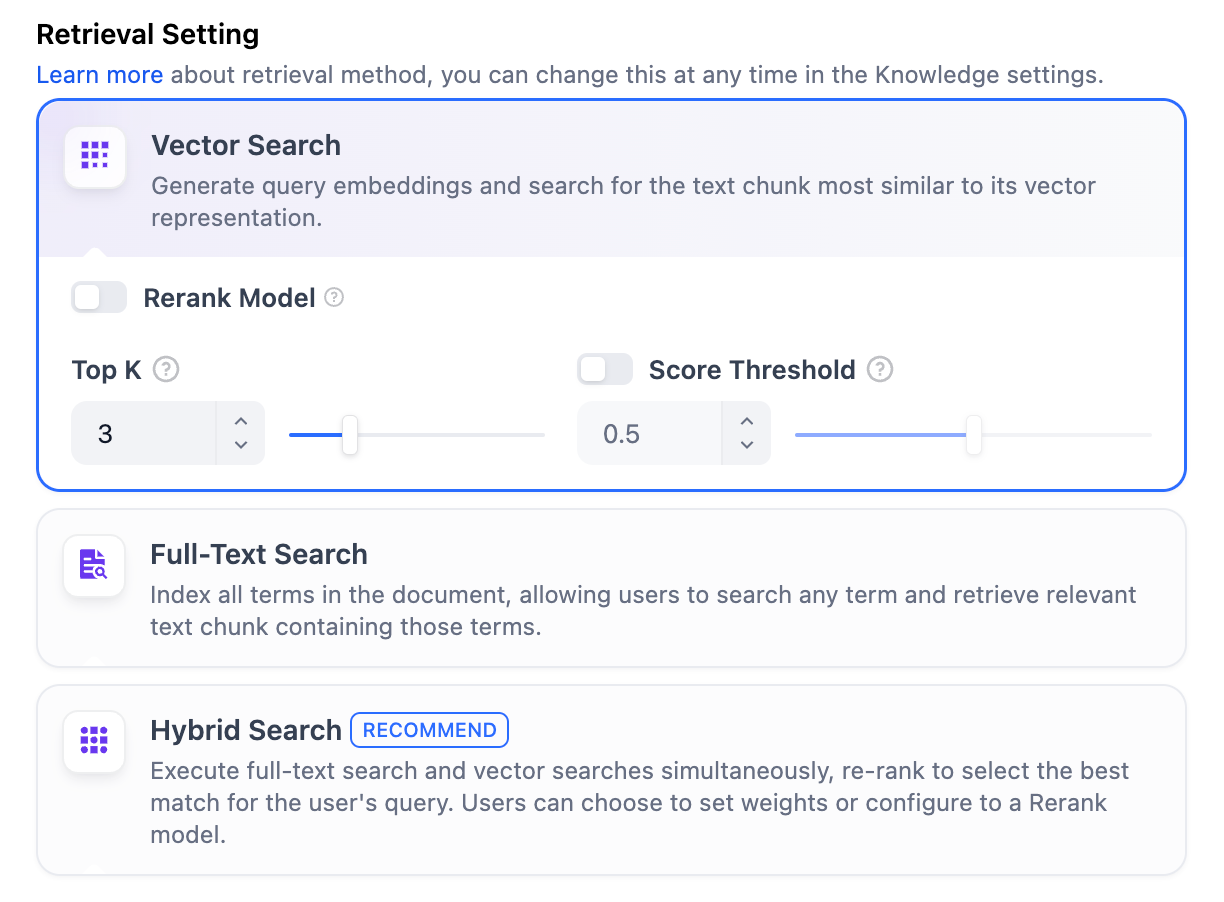 Retrieval Setting
Learn more about retrieval method, you can change this at any time in the Knowledge settings.
Vector Search
Generate query embeddings and search for the text chunk most similar to its vector
representation.
Rerank Model ?
Top K ?
Score Threshold ?
3
0.5
Full-Text Search
Index all terms in the document, allowing users to search any term and retrieve relevant
text chunk containing those terms.
Hybrid Search RECOMMEND
Execute full-text search and vector searches simultaneously, re-rank to select the best
match for the user's query. Users can choose to set weights or configure to a Rerank
model.